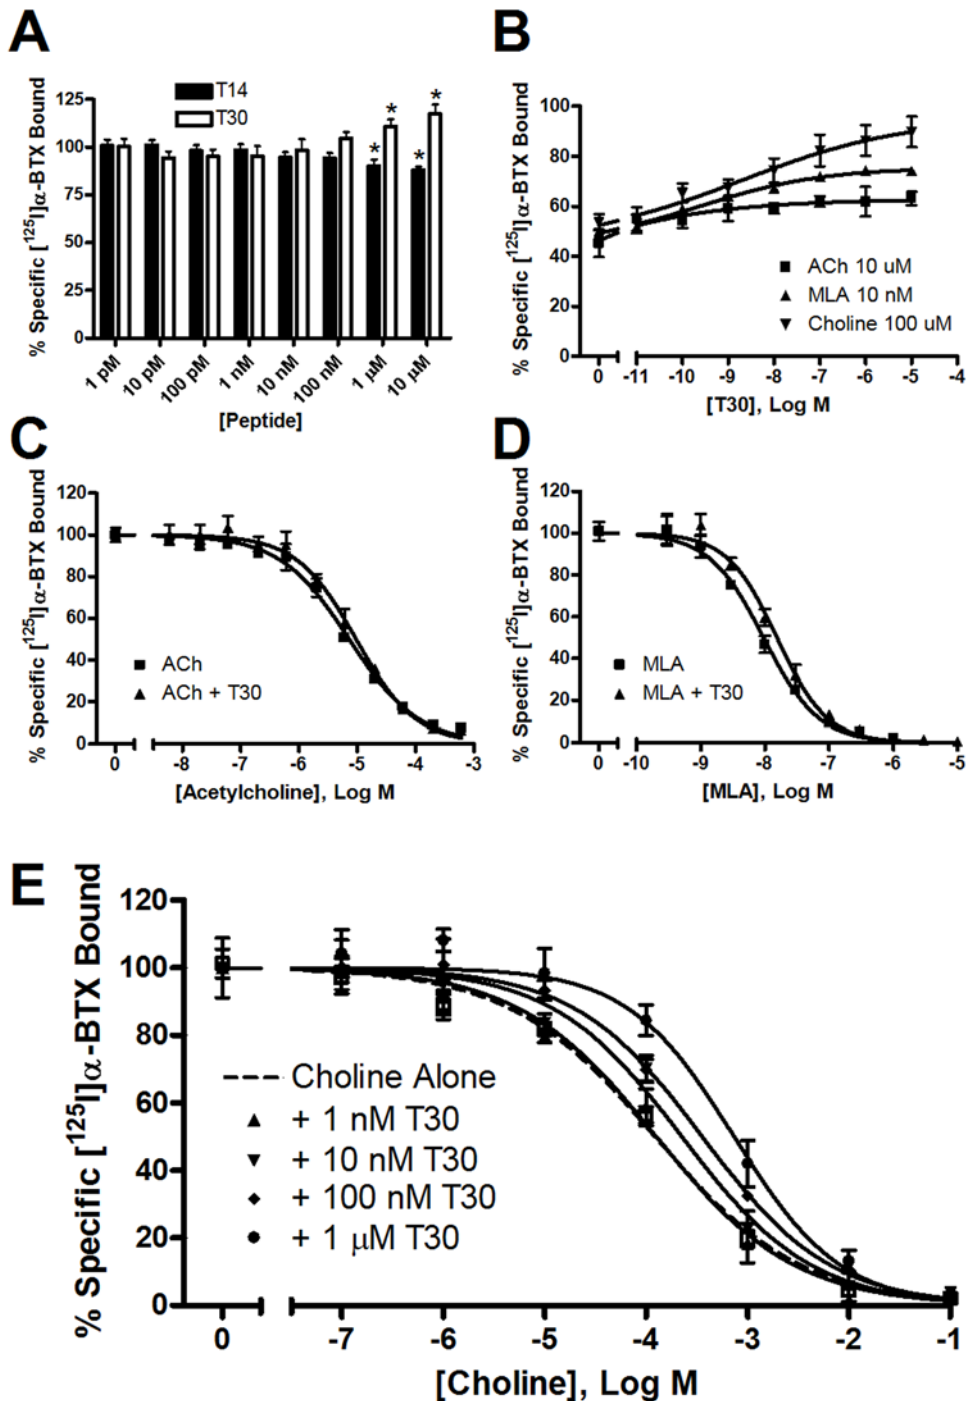 A
T14
T30
% Specific [125I]α-BTX Bound
125
100
75
50
25
0
* * * *
1 pM 10 pM 100 pM 1 nM 10 nM 100 nM 1 μM 10 μM
[Peptide]
B
% Specific [125I]α-BTX Bound
100
80
60
40
20
0
ACh 10 uM
MLA 10 nM
Choline 100 uM
0 -11 -10 -9 -8 -7 -6 -5 -4
[T30], Log M
C
% Specific [125I]α-BTX Bound
120
100
80
60
40
20
0
ACh
ACh + T30
0 -8 -7 -6 -5 -4 -3
[Acetylcholine], Log M
D
% Specific [125I]α-BTX Bound
120
100
80
60
40
20
0
MLA
MLA + T30
0 -10 -9 -8 -7 -6 -5
[MLA], Log M
E
% Specific [125I]α-BTX Bound
120
100
80
60
40
20
0
Choline Alone
+ 1 nM T30
+ 10 nM T30
+ 100 nM T30
+ 1 μM T30
0 -7 -6 -5 -4 -3 -2 -1
[Choline], Log M